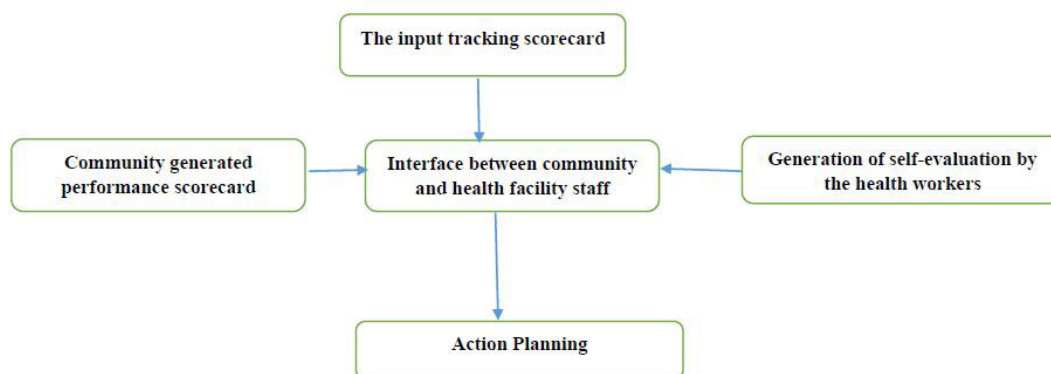 The input tracking scorecard
Community generated
performance scorecard
Interface between community
and health facility staff
Generation of self-evaluation by
the health workers
Action Planning